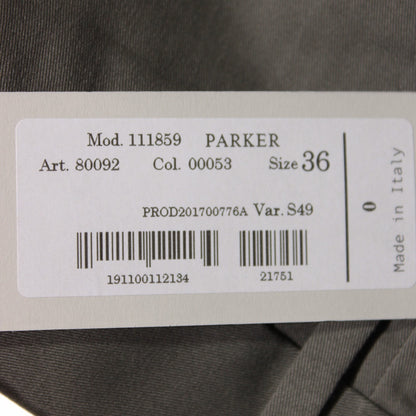 Mod. 111859 PARKER
Art. 80092 Col. 00053 Size 36
PROD201700776A Var. S49
191100112134 21751
0
Made in Italy